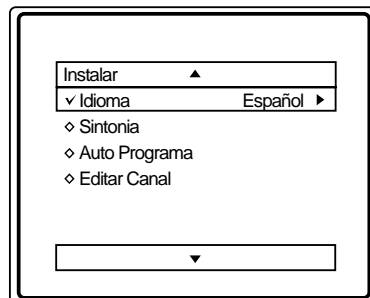 Instalar
Idioma Español
Sintonia
Auto Programa
Editar Canal